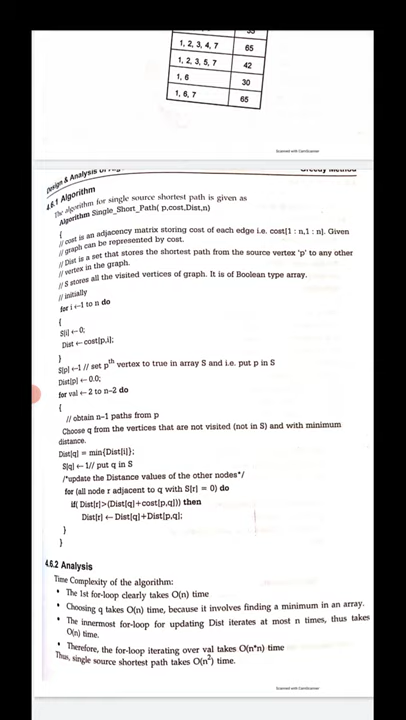 35
1, 2, 3, 4, 7 65
1, 2, 3, 5, 7 42
1, 6 30
1, 6, 7 65
Scanned with CamScanner
Design & Analysis of
Greedy Method
4.6.1 Algorithm
The algorithm for single source shortest path is given as
Algorithm Single_Short_Path( p,cost,Dist,n)
{
// cost is an adjacency matrix storing cost of each edge i.e. cost[1 : n,1 : n]. Given
// graph can be represented by cost.
// Dist is a set that stores the shortest path from the source vertex 'p' to any other
// vertex in the graph.
// S stores all the visited vertices of graph. It is of Boolean type array.
// initially
for i ←1 to n do
{
S[i] ←0;
Dist ← cost[p,i];
}
S[p] ←1 // set pth vertex to true in array S and i.e. put p in S
Dist[p] ← 0.0;
for val ← 2 to n−2 do
{
// obtain n−1 paths from p
Choose q from the vertices that are not visited (not in S) and with minimum
distance.
Dist[q] = min{Dist[i]};
S[q] ← 1// put q in S
/*update the Distance values of the other nodes*/
for (all node r adjacent to q with S[r] = 0) do
if( Dist[r]>(Dist[q]+cost[p,q])) then
Dist[r] ← Dist[q]+Dist[p,q];
}
}
4.6.2 Analysis
Time Complexity of the algorithm:
• The 1st for-loop clearly takes O(n) time
• Choosing q takes O(n) time, because it involves finding a minimum in an array.
• The innermost for-loop for updating Dist iterates at most n times, thus takes
O(n) time.
• Therefore, the for-loop iterating over val takes O(n*n) time
Thus, single source shortest path takes O(n²) time.
Scanned with CamScanner